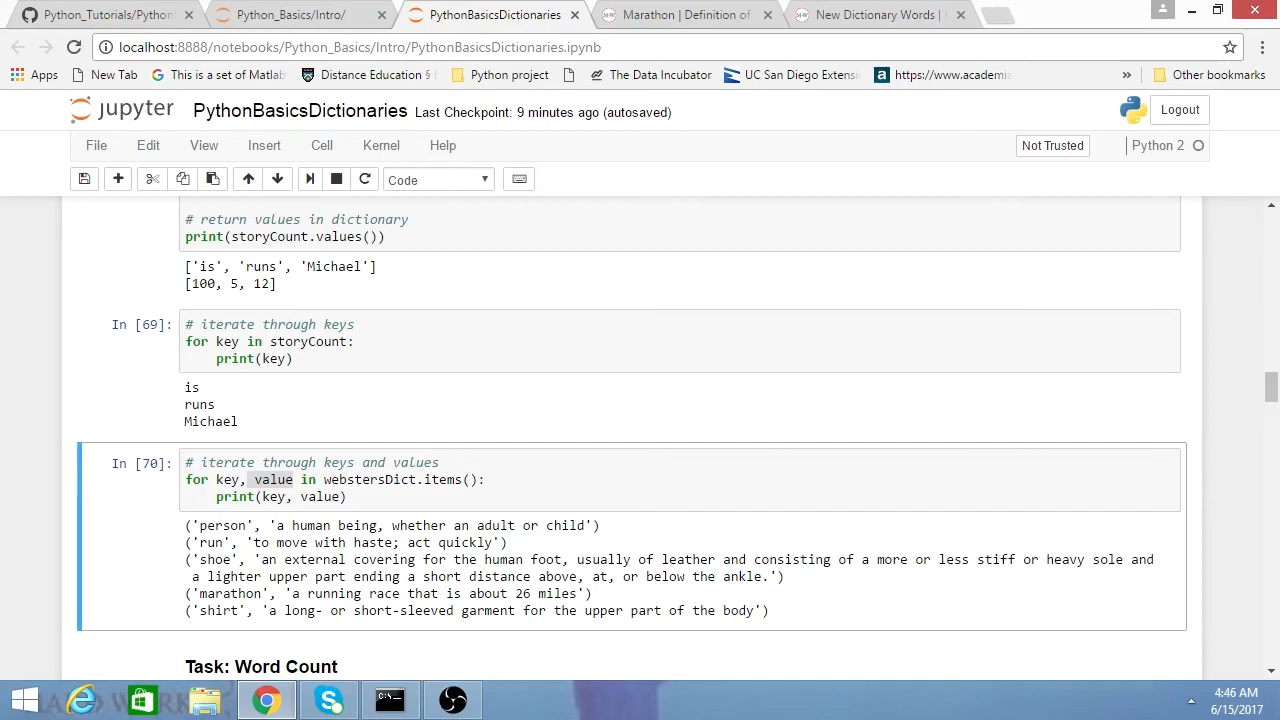 Python_Tutorials/Python_
Python_Basics/Intro/
PythonBasicsDictionaries
Marathon | Definition of
New Dictionary Words |
localhost:8888/notebooks/Python_Basics/Intro/PythonBasicsDictionaries.ipynb
Apps
New Tab
This is a set of Matlab
Distance Education §
Python project
The Data Incubator
UC San Diego Extensi
https://www.academia
»
Other bookmarks
jupyter PythonBasicsDictionaries Last Checkpoint: 9 minutes ago (autosaved)
Logout
File Edit View Insert Cell Kernel Help
Not Trusted
Python 2
Code
# return values in dictionary
print(storyCount.values())
['is', 'runs', 'Michael']
[100, 5, 12]
In [69]: # iterate through keys
for key in storyCount:
print(key)
is
runs
Michael
In [70]: # iterate through keys and values
for key, value in webstersDict.items():
print(key, value)
('person', 'a human being, whether an adult or child')
('run', 'to move with haste; act quickly')
('shoe', 'an external covering for the human foot, usually of leather and consisting of a more or less stiff or heavy sole and
a lighter upper part ending a short distance above, at, or below the ankle.')
('marathon', 'a running race that is about 26 miles')
('shirt', 'a long- or short-sleeved garment for the upper part of the body')
Task: Word Count
4:46 AM
6/15/2017